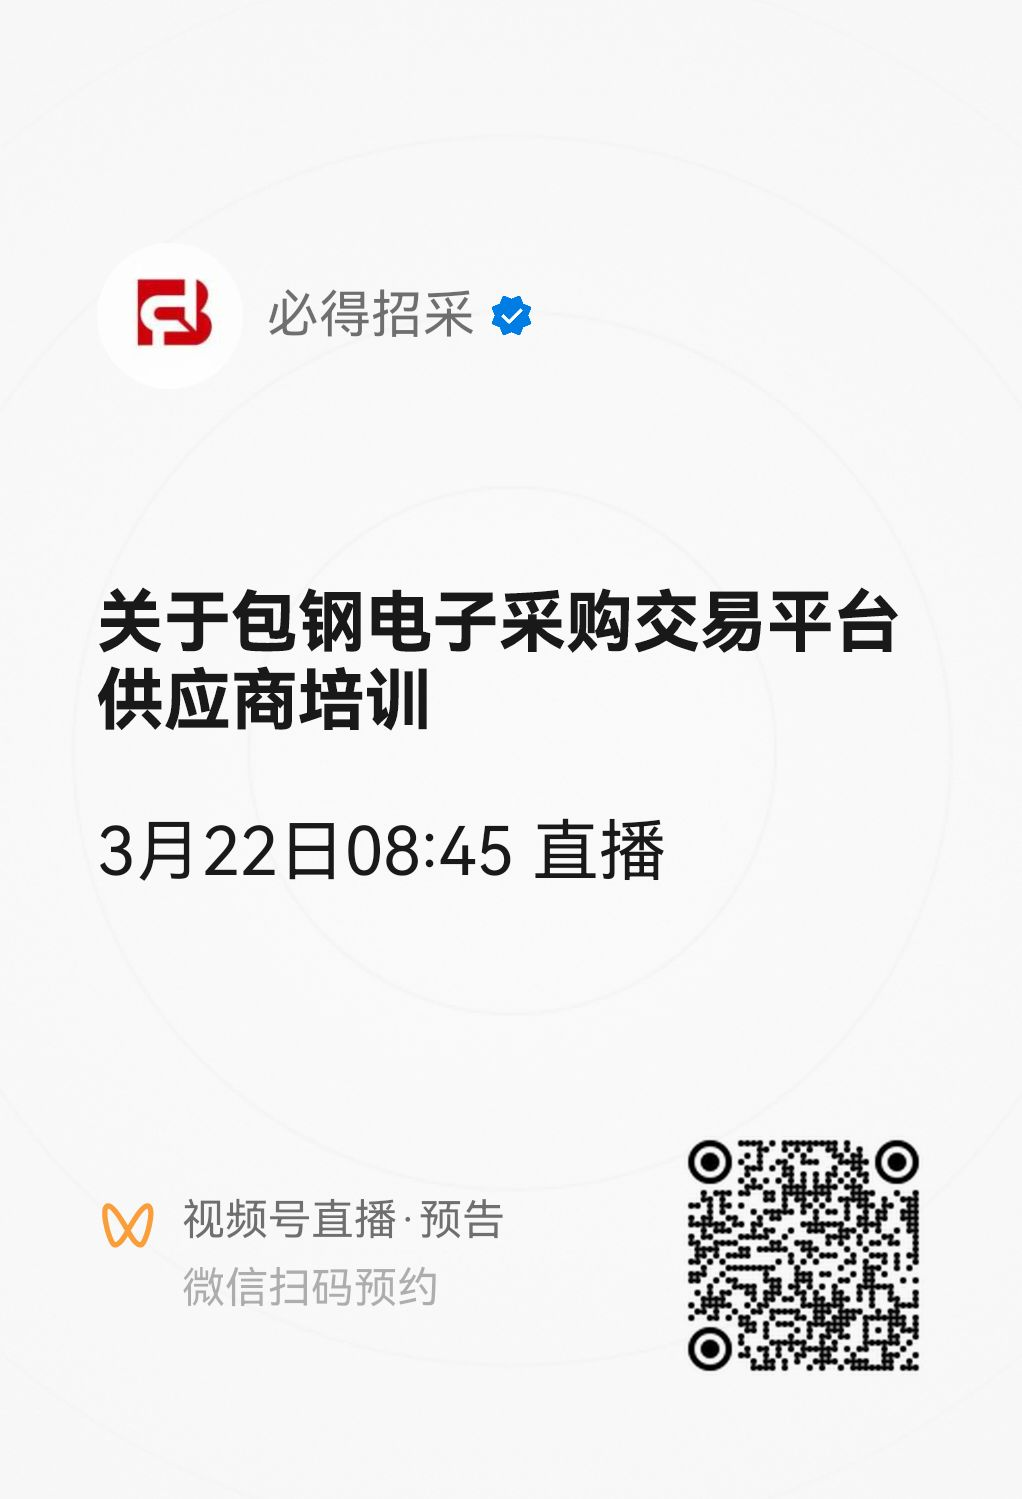 必得招采
关于包钢电子采购交易平台
供应商培训
3月22日08:45 直播
视频号直播·预告
微信扫码预约